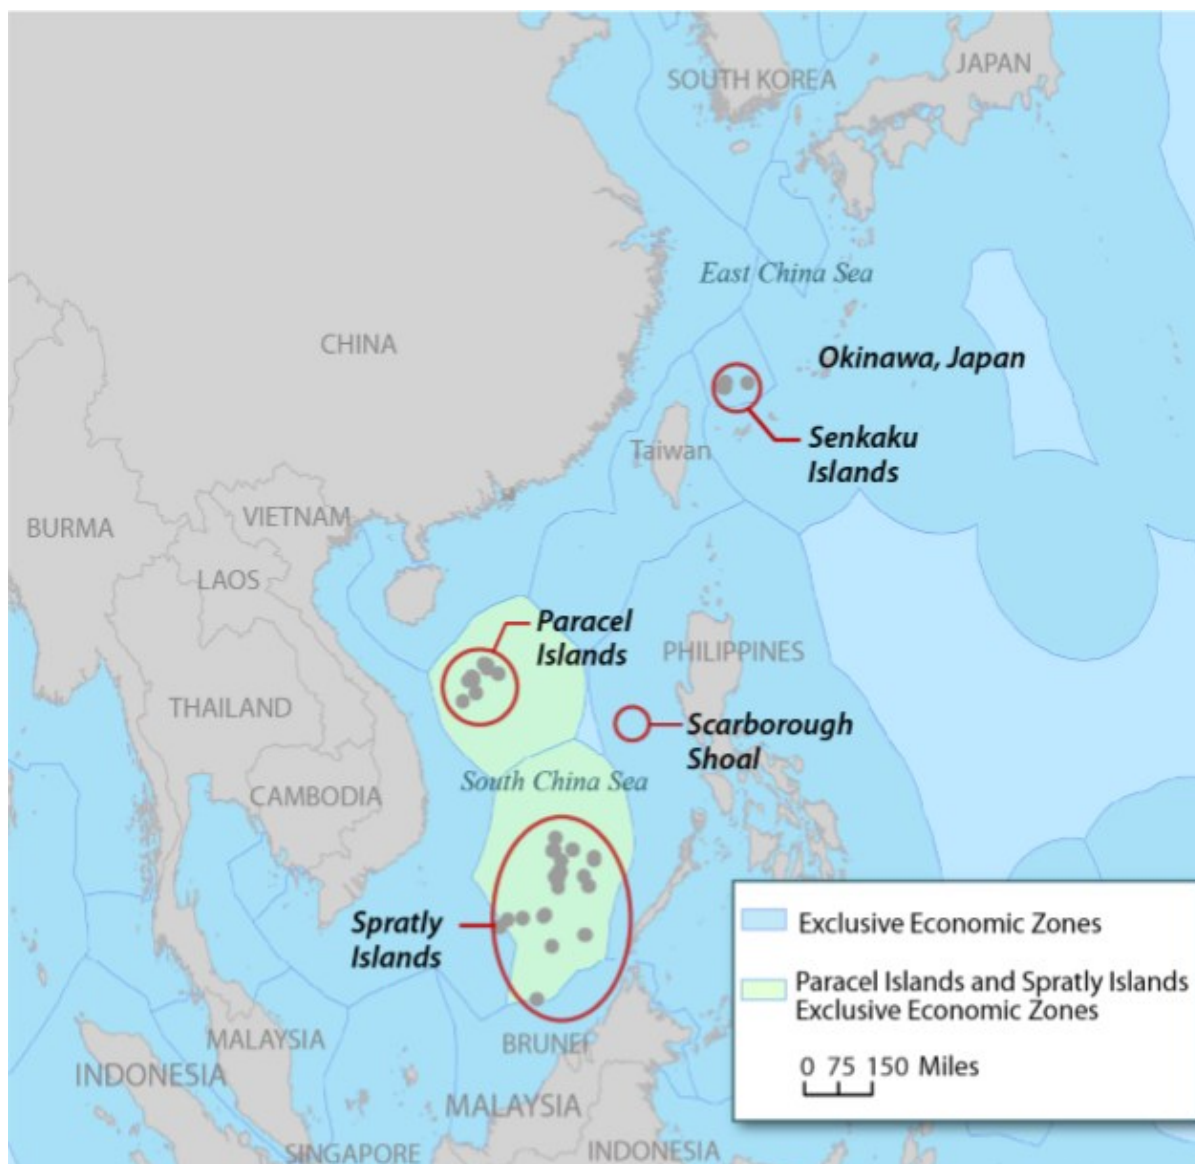 SOUTH KOREA
JAPAN
East China Sea
CHINA
Okinawa, Japan
Taiwan
Senkaku
Islands
BURMA
VIETNAM
LAOS
Paracel
Islands
PHILIPPINES
THAILAND
Scarborough
Shoal
South China Sea
CAMBODIA
Spratly
Islands
Exclusive Economic Zones
Paracel Islands and Spratly Islands
Exclusive Economic Zones
0 75 150 Miles
MALAYSIA
BRUNEI
INDONESIA
MALAYSIA
SINGAPORE
INDONESIA